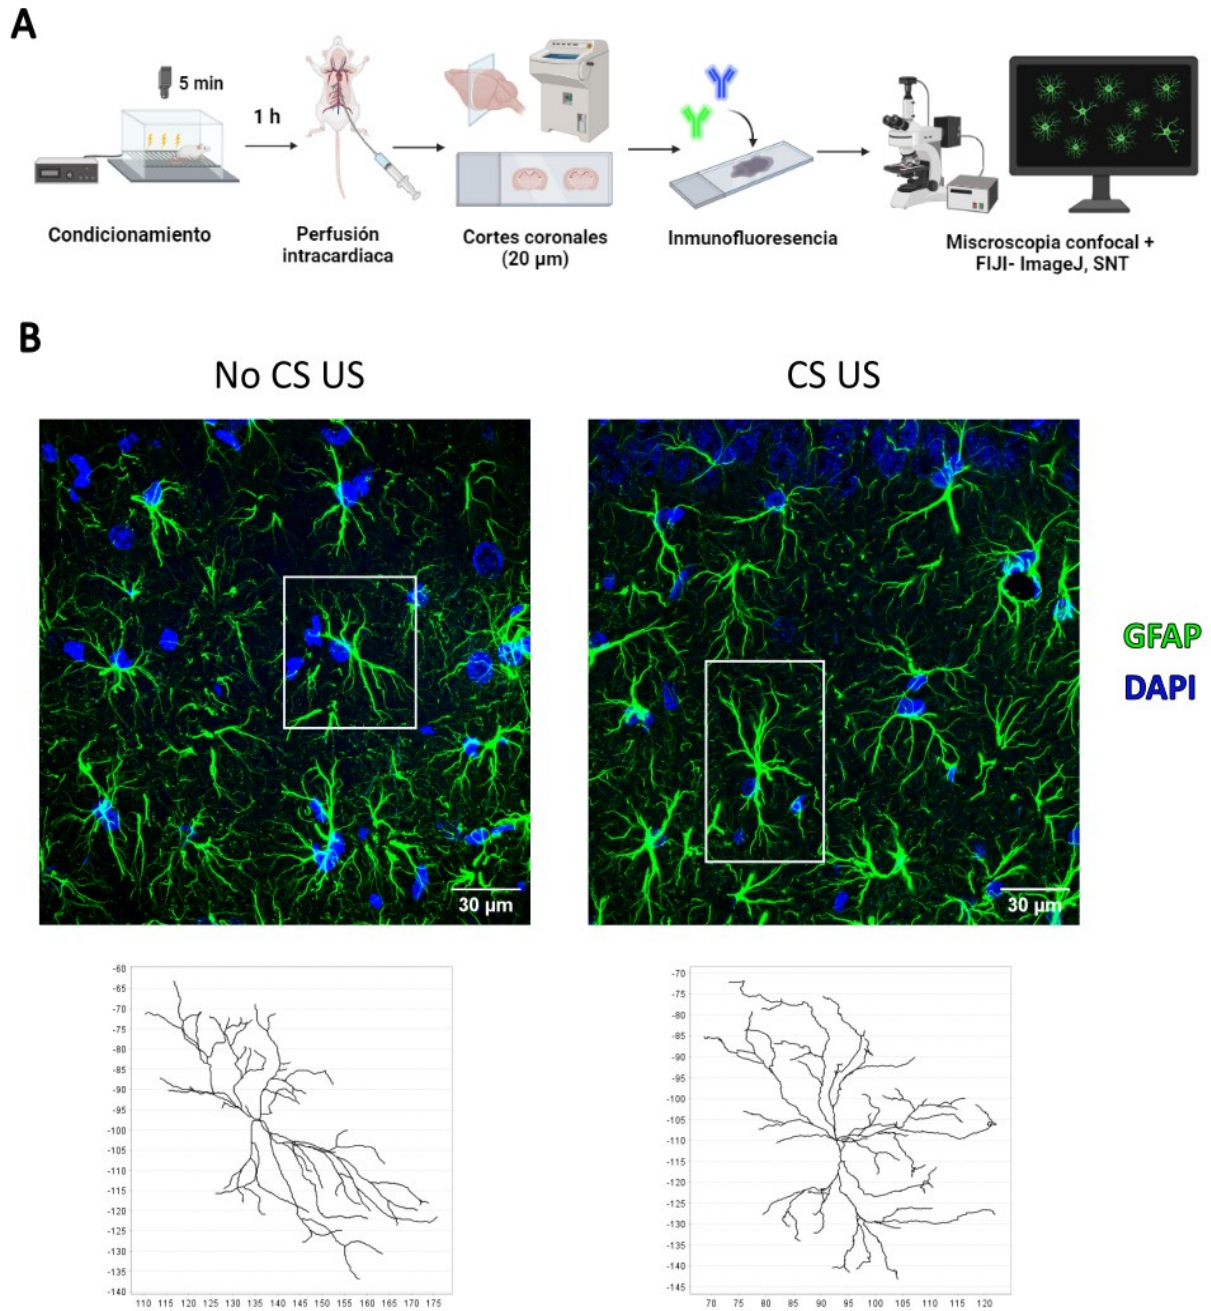 A
5 min
1 h
Condicionamiento
Perfusión
intracardiaca
Cortes coronales
(20 µm)
Inmunofluoresencia
Miscroscopia confocal +
FIJI- ImageJ, SNT
B
No CS US
CS US
GFAP
DAPI
30 µm
30 µm
-60
-65
-70
-75
-80
-85
-90
-95
-100
-105
-110
-115
-120
-125
-130
-135
-140
110 115 120 125 130 135 140 145 150 155 160 165 170 175
-70
-75
-80
-85
-90
-95
-100
-105
-110
-115
-120
-125
-130
-135
-140
-145
70 75 80 85 90 95 100 105 110 115 120